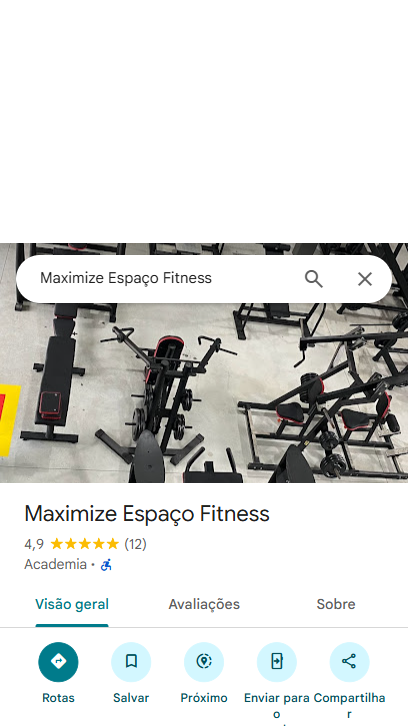 Maximize Espaço Fitness
Maximize Espaço Fitness
4,9 ★★★★★ (12)
Academia ·
Visão geral Avaliações Sobre
Rotas Salvar Próximo Enviar para Compartilha
o r